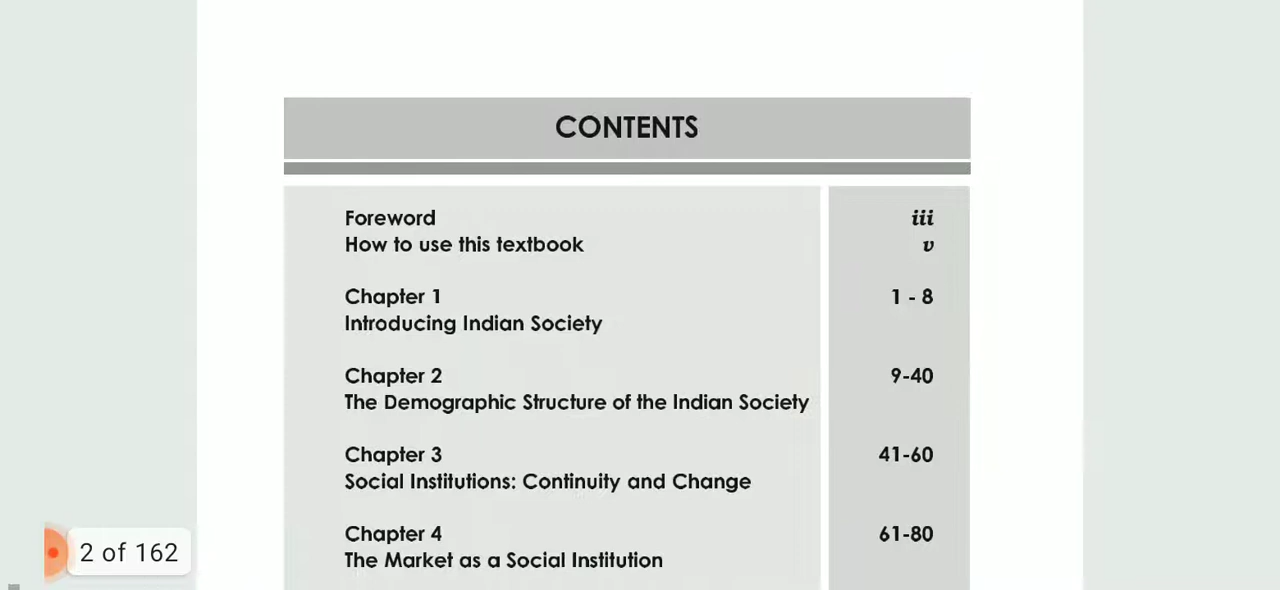 CONTENTS
Foreword iii
How to use this textbook v
Chapter 1 1 - 8
Introducing Indian Society
Chapter 2 9-40
The Demographic Structure of the Indian Society
Chapter 3 41-60
Social Institutions: Continuity and Change
Chapter 4 61-80
The Market as a Social Institution
2 of 162